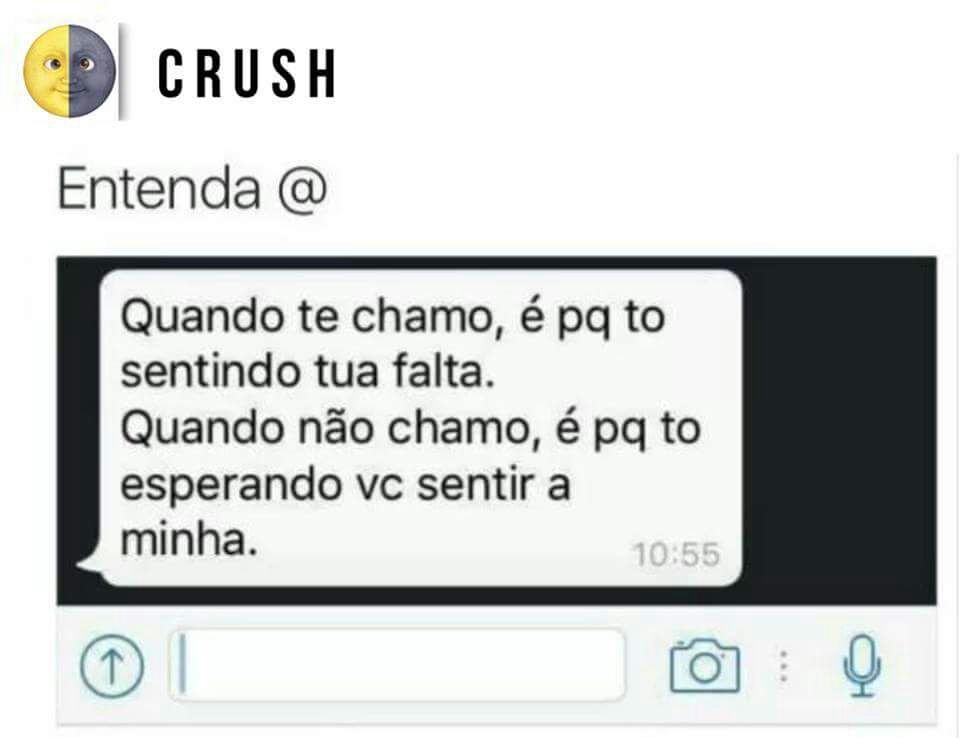 CRUSH
Entenda @
Quando te chamo, é pq to
sentindo tua falta.
Quando não chamo, é pq to
esperando vc sentir a
minha.
10:55